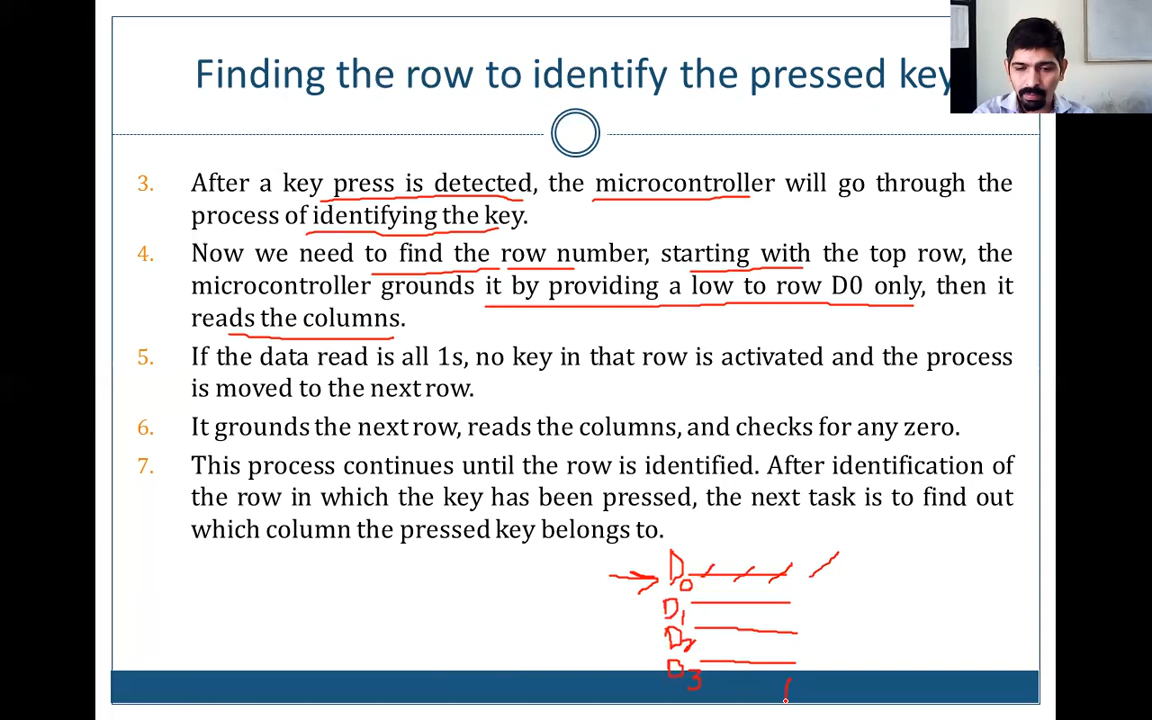 Finding the row to identify the pressed key
3. After a key press is detected, the microcontroller will go through the
process of identifying the key.
4. Now we need to find the row number, starting with the top row, the
microcontroller grounds it by providing a low to row D0 only, then it
reads the columns.
5. If the data read is all 1s, no key in that row is activated and the process
is moved to the next row.
6. It grounds the next row, reads the columns, and checks for any zero.
7. This process continues until the row is identified. After identification of
the row in which the key has been pressed, the next task is to find out
which column the pressed key belongs to.
D0
D1
D2
D3